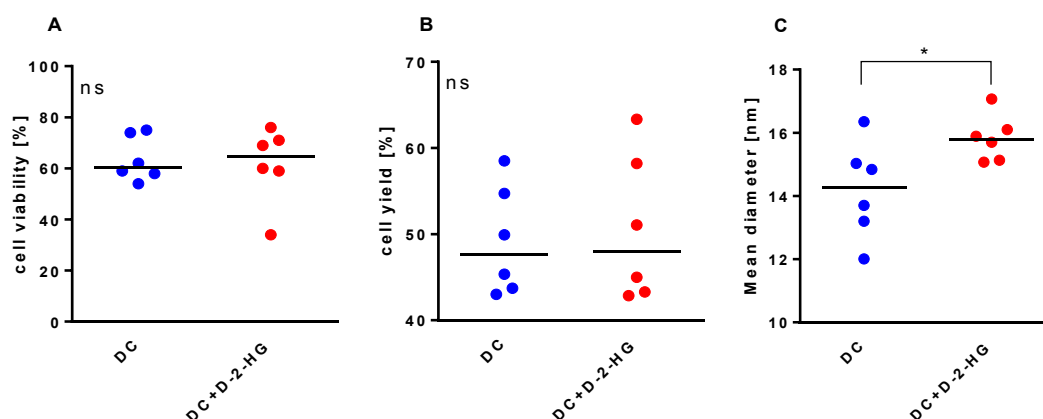 A
cell viability [%]
100
80
60
40
20
0
ns
DC
DC+D-2-HG
B
cell yield [%]
70
60
50
40
ns
DC
DC+D-2-HG
C
Mean diameter [nm]
18
16
14
12
10
*
DC
DC+D-2-HG